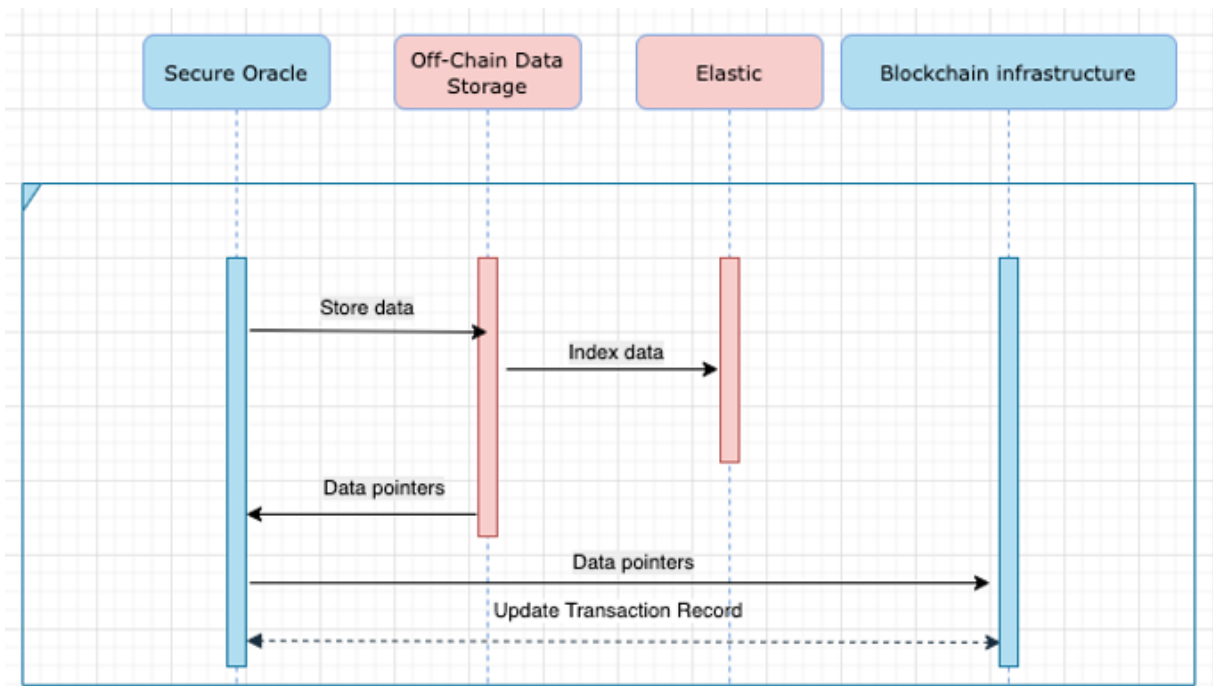 Secure Oracle
Off-Chain Data
Storage
Elastic
Blockchain infrastructure
Store data
Index data
Data pointers
Data pointers
Update Transaction Record